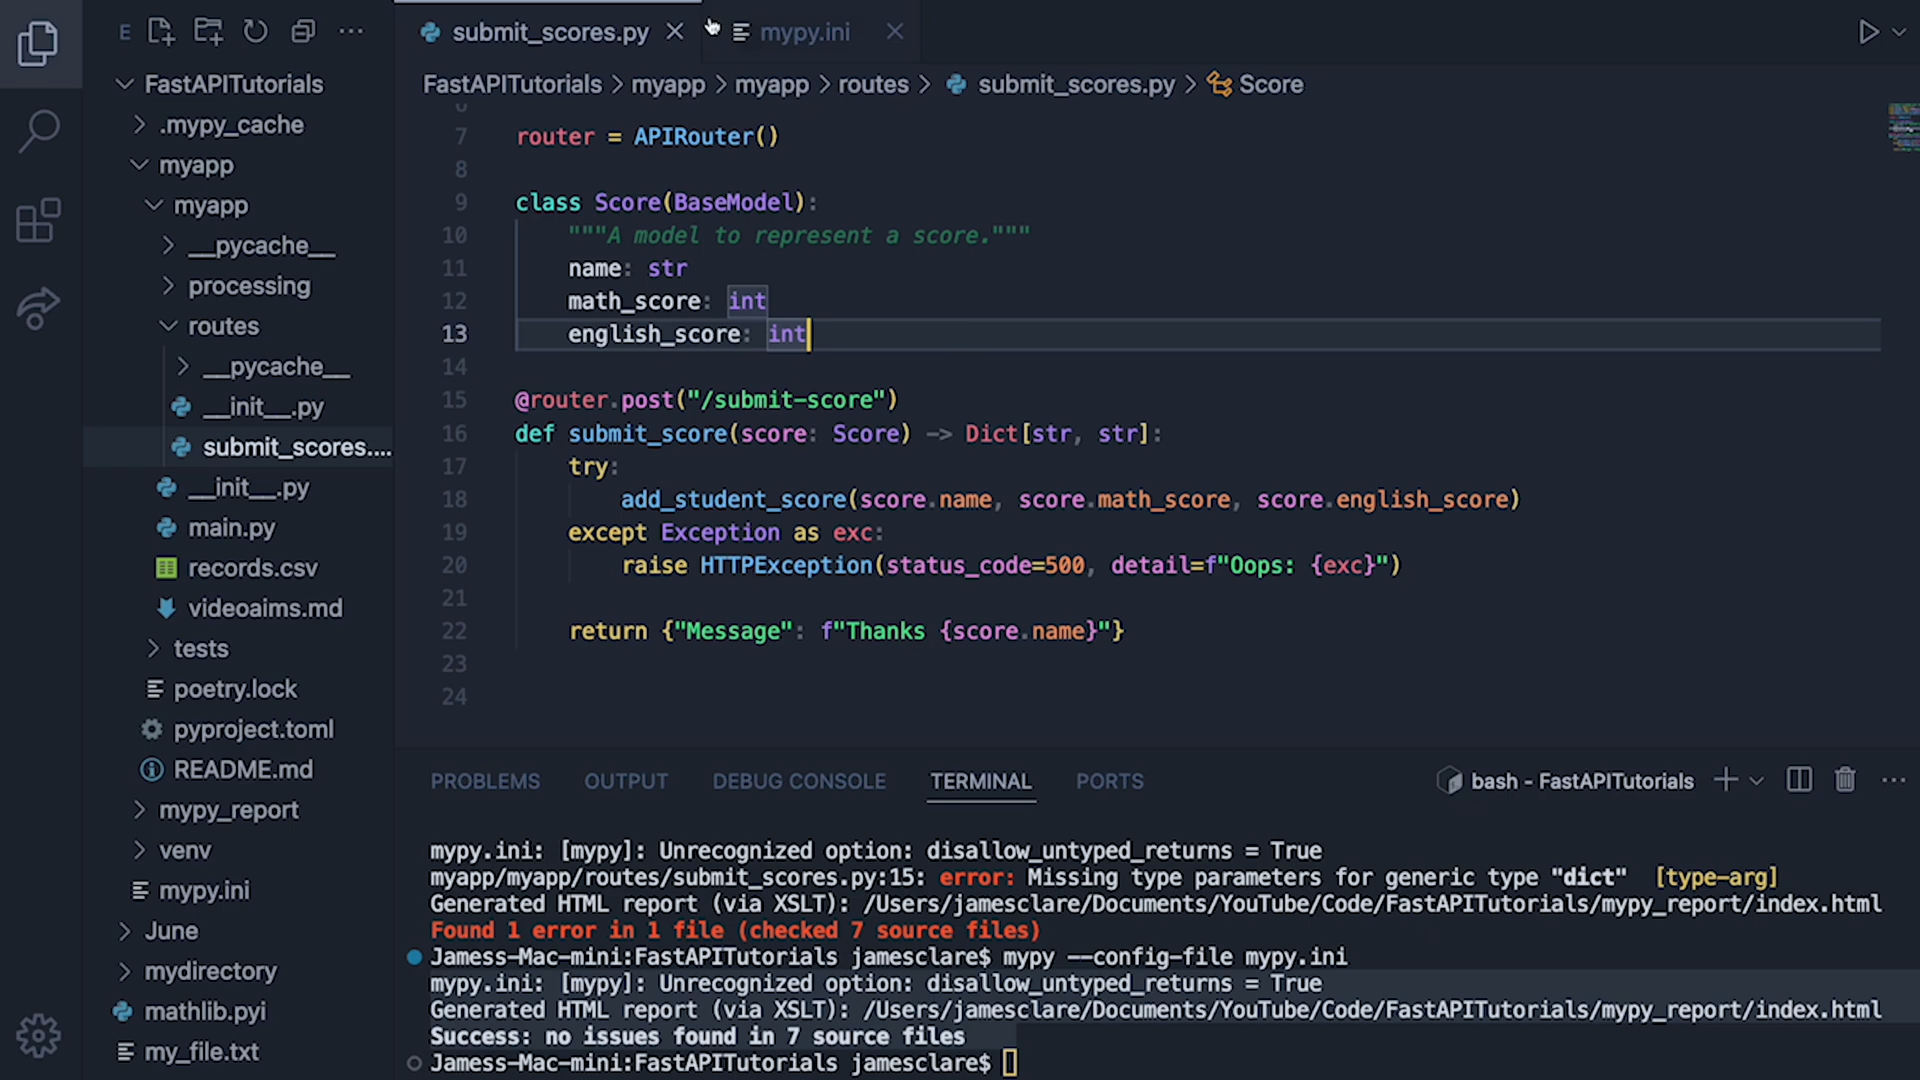 E
FastAPITutorials
.mypy_cache
myapp
myapp
__pycache__
processing
routes
__pycache__
__init__.py
submit_scores....
__init__.py
main.py
records.csv
videoaims.md
tests
poetry.lock
pyproject.toml
README.md
mypy_report
venv
mypy.ini
June
mydirectory
mathlib.pyi
my_file.txt
submit_scores.py
mypy.ini
FastAPITutorials > myapp > myapp > routes > submit_scores.py > Score
6
7 router = APIRouter()
8
9 class Score(BaseModel):
10 """A model to represent a score."""
11 name: str
12 math_score: int
13 english_score: int
14
15 @router.post("/submit-score")
16 def submit_score(score: Score) -> Dict[str, str]:
17 try:
18 add_student_score(score.name, score.math_score, score.english_score)
19 except Exception as exc:
20 raise HTTPException(status_code=500, detail=f"Oops: {exc}")
21
22 return {"Message": f"Thanks {score.name}"}
23
24
PROBLEMS OUTPUT DEBUG CONSOLE TERMINAL PORTS bash - FastAPITutorials
mypy.ini: [mypy]: Unrecognized option: disallow_untyped_returns = True
myapp/myapp/routes/submit_scores.py:15: error: Missing type parameters for generic type "dict" [type-arg]
Generated HTML report (via XSLT): /Users/jamesclare/Documents/YouTube/Code/FastAPITutorials/mypy_report/index.html
Found 1 error in 1 file (checked 7 source files)
Jamess-Mac-mini:FastAPITutorials jamesclare$ mypy --config-file mypy.ini
mypy.ini: [mypy]: Unrecognized option: disallow_untyped_returns = True
Generated HTML report (via XSLT): /Users/jamesclare/Documents/YouTube/Code/FastAPITutorials/mypy_report/index.html
Success: no issues found in 7 source files
Jamess-Mac-mini:FastAPITutorials jamesclare$